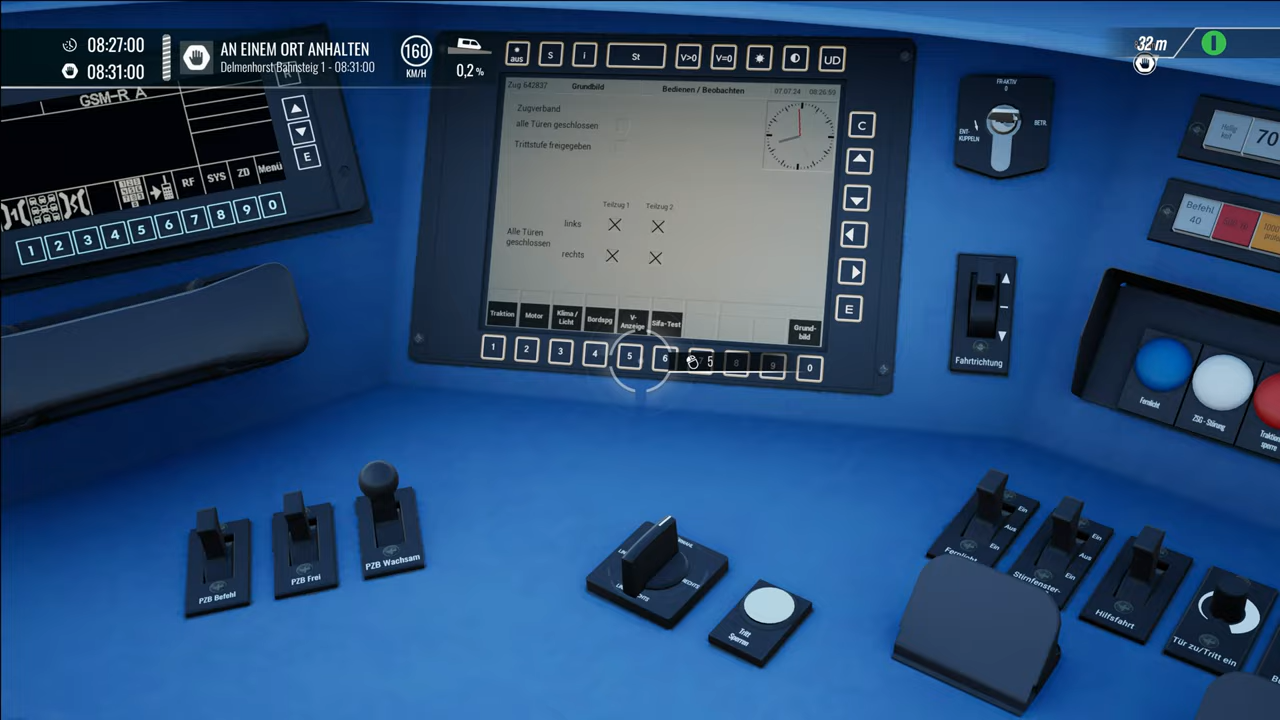 08:27:00
08:31:00
AN EINEM ORT ANHALTEN
Delmenhorst Bahnsteig 1 - 08:31:00
160
KM/H
0,2 %
32 m
GSM-R A
E
RF SYS ZD Menü
1 2 3 4 5 6 7 8 9 0
aus S i St V>0 V=0 UD
Zug 642837 Grundbild Bedienen / Beobachten 07.07.24 08:26:59
Zugverband
alle Türen geschlossen
Trittstufe freigegeben
Teilzug 1 Teilzug 2
links
Alle Türen
geschlossen
rechts
Traktion Motor Klima / Licht Bordspg V-Anzeige Sifa-Test Grund-bild
1 2 3 4 5 6 5 8 9 0
C
E
FR-AKTIV
0
ENT-
KUPPELN
BETR.
70
Befehl
40
1000
Fahrtrichtung
Fernlicht
ZSG - Störung
PZB Befehl
PZB Frei
PZB Wachsam
RECHTS
Tritt
Sperren
Ein
Aus
Ein
Fernlicht
Ein
Aus
Ein
Stirnfenster-
Hilfsfahrt
Tür zu/Tritt ein